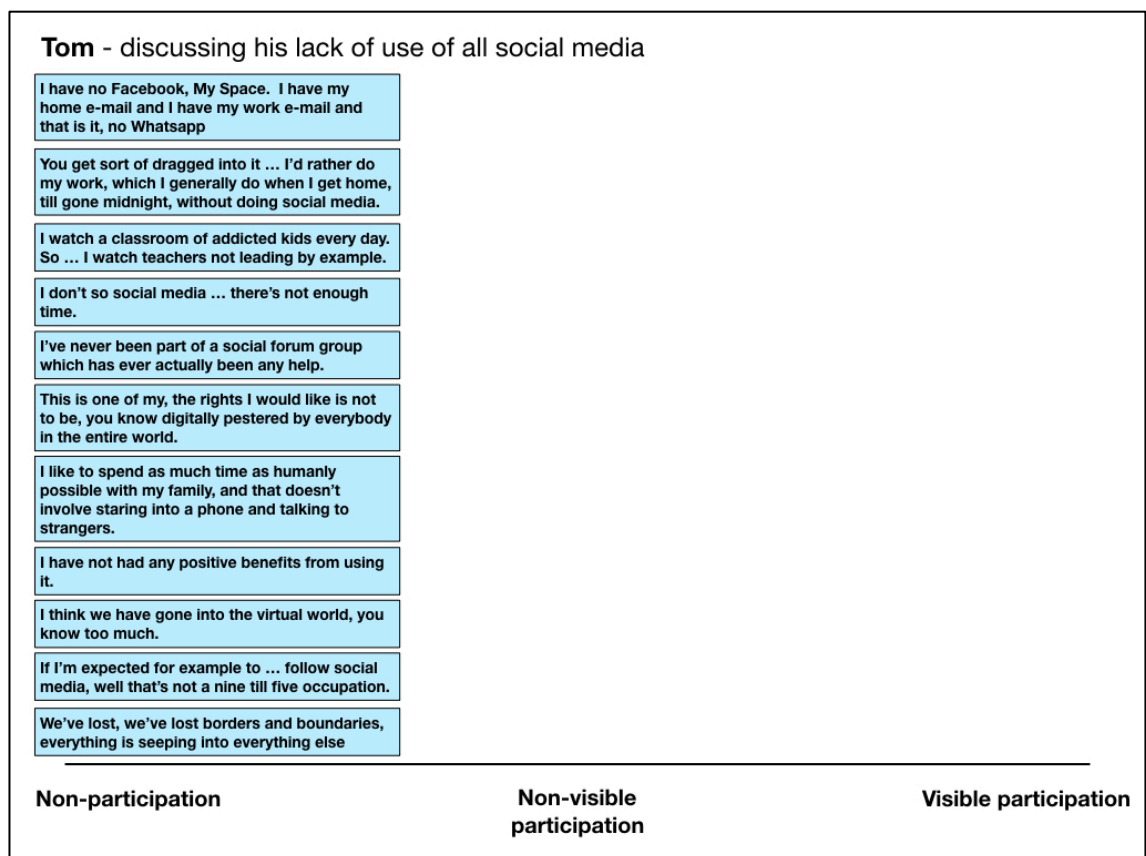 Tom - discussing his lack of use of all social media
I have no Facebook, My Space.  I have my
home e-mail and I have my work e-mail and
that is it, no Whatsapp
You get sort of dragged into it … I’d rather do
my work, which I generally do when I get home,
till gone midnight, without doing social media.
I watch a classroom of addicted kids every day.
So … I watch teachers not leading by example.
I don’t so social media … there’s not enough
time.
I’ve never been part of a social forum group
which has ever actually been any help.
This is one of my, the rights I would like is not
to be, you know digitally pestered by everybody
in the entire world.
I like to spend as much time as humanly
possible with my family, and that doesn’t
involve staring into a phone and talking to
strangers.
I have not had any positive benefits from using
it.
I think we have gone into the virtual world, you
know too much.
If I’m expected for example to … follow social
media, well that’s not a nine till five occupation.
We’ve lost, we’ve lost borders and boundaries,
everything is seeping into everything else
Non-participation
Non-visible
participation
Visible participation